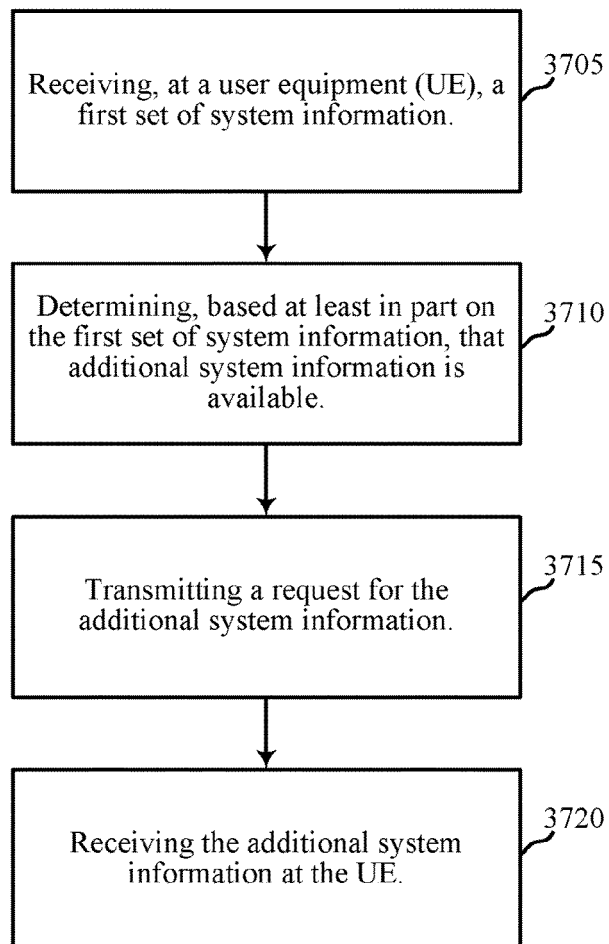 Receiving, at a user equipment (UE), a
first set of system information.
3705
Determining, based at least in part on
the first set of system information, that
additional system information is
available.
3710
Transmitting a request for the
additional system information.
3715
Receiving the additional system
information at the UE.
3720